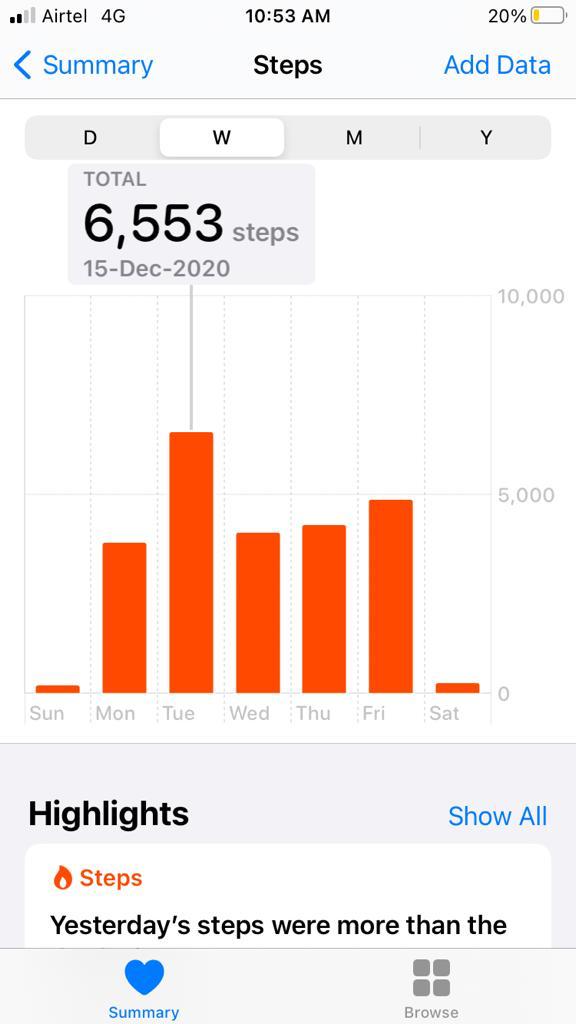 Airtel 4G 10:53 AM 20%
Summary Steps Add Data
D W M Y
TOTAL
6,553 steps
15-Dec-2020
10,000
5,000
0
Sun Mon Tue Wed Thu Fri Sat
Highlights Show All
Steps
Yesterday's steps were more than the
Summary Browse